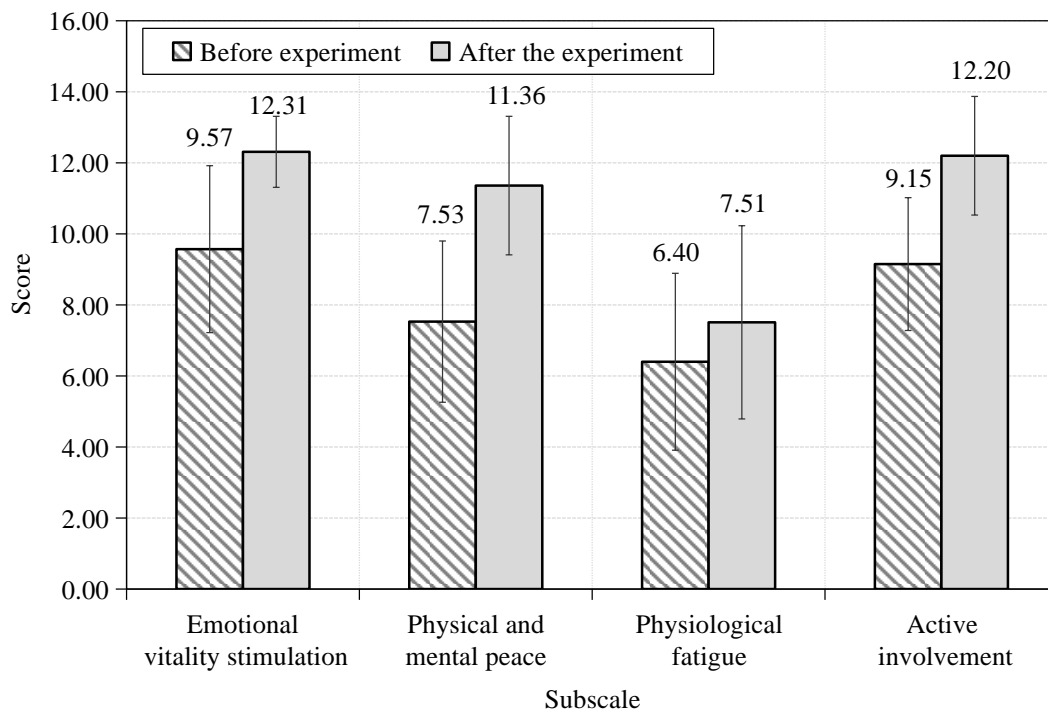 16.00
14.00
12.00
10.00
8.00
6.00
4.00
2.00
0.00
Score
Before experiment
After the experiment
9.57
12.31
7.53
11.36
6.40
7.51
9.15
12.20
Emotional
vitality stimulation
Physical and
mental peace
Physiological
fatigue
Active
involvement
Subscale